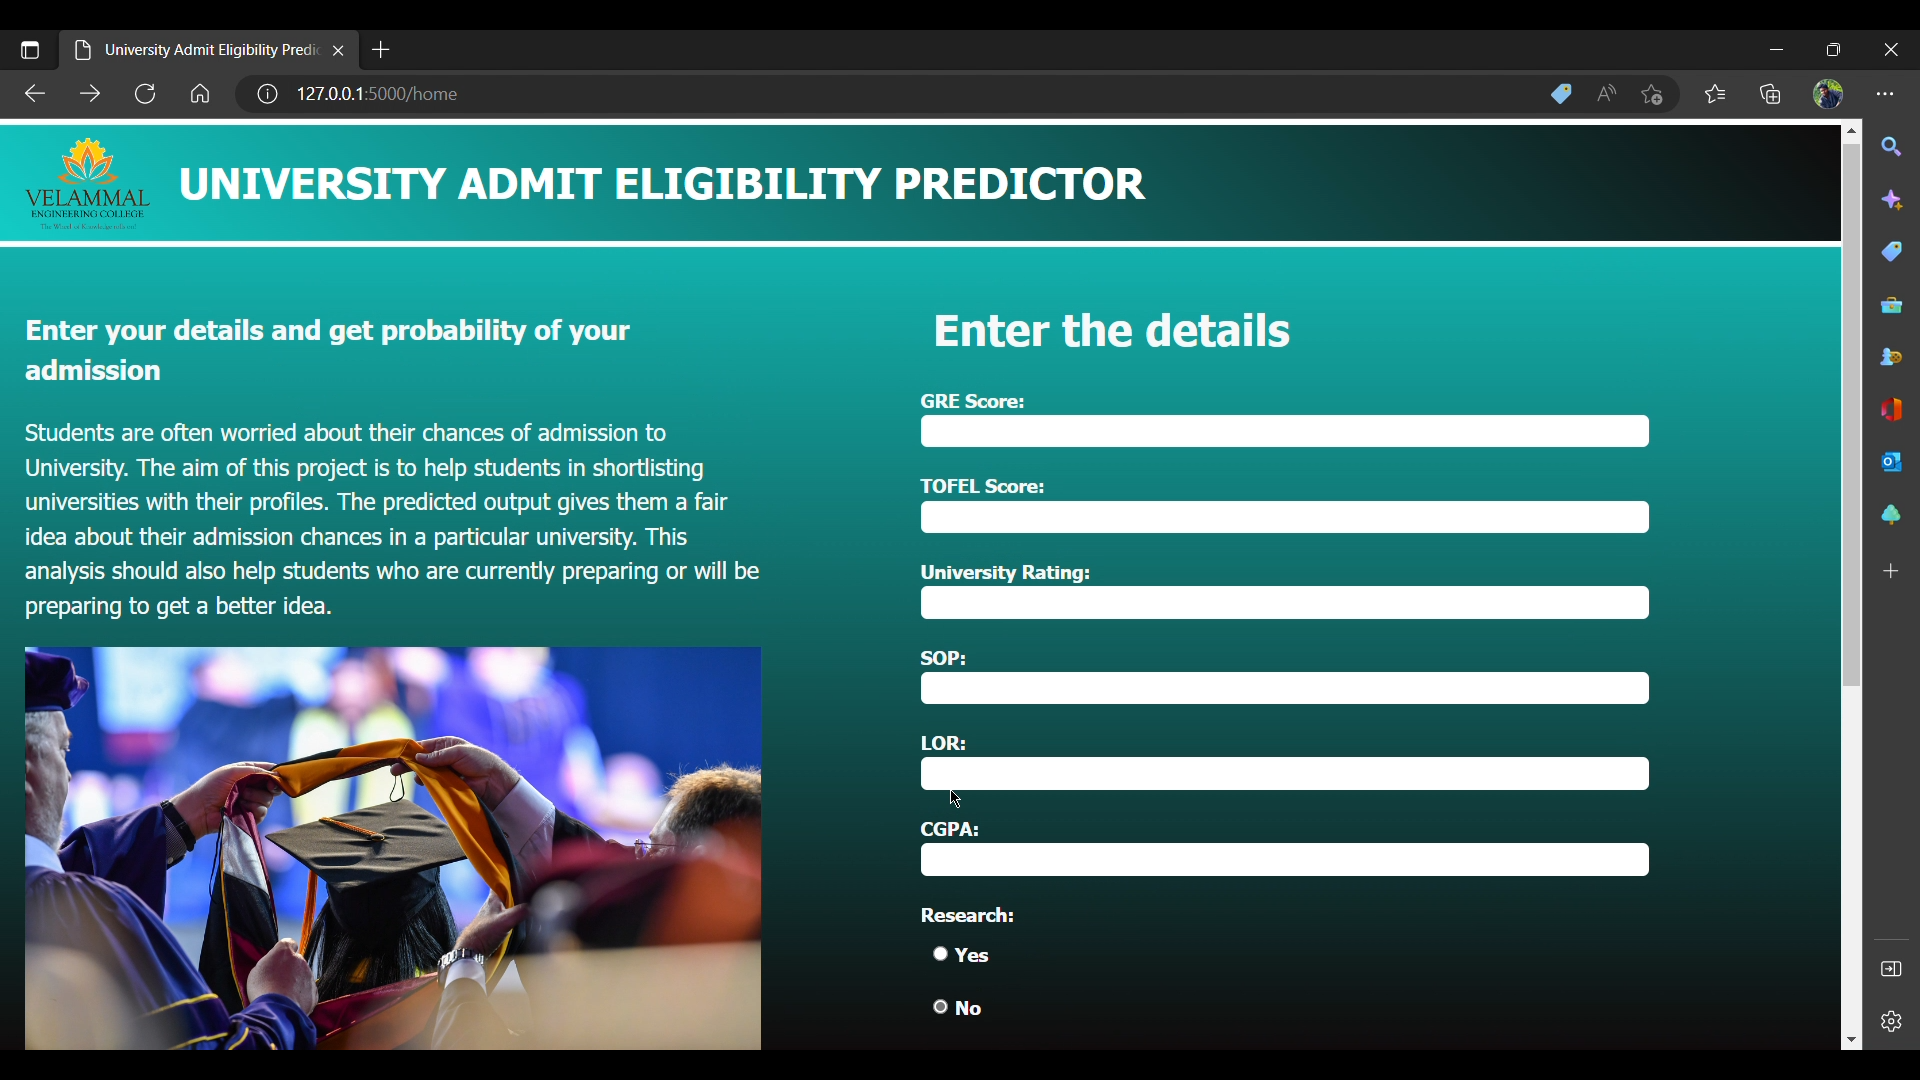 University Admit Eligibility Predic
127.0.0.1:5000/home
VELAMMAL
ENGINEERING COLLEGE
UNIVERSITY ADMIT ELIGIBILITY PREDICTOR
Enter your details and get probability of your
admission
Students are often worried about their chances of admission to
University. The aim of this project is to help students in shortlisting
universities with their profiles. The predicted output gives them a fair
idea about their admission chances in a particular university. This
analysis should also help students who are currently preparing or will be
preparing to get a better idea.
Enter the details
GRE Score:
TOFEL Score:
University Rating:
SOP:
LOR:
CGPA:
Research:
Yes
No